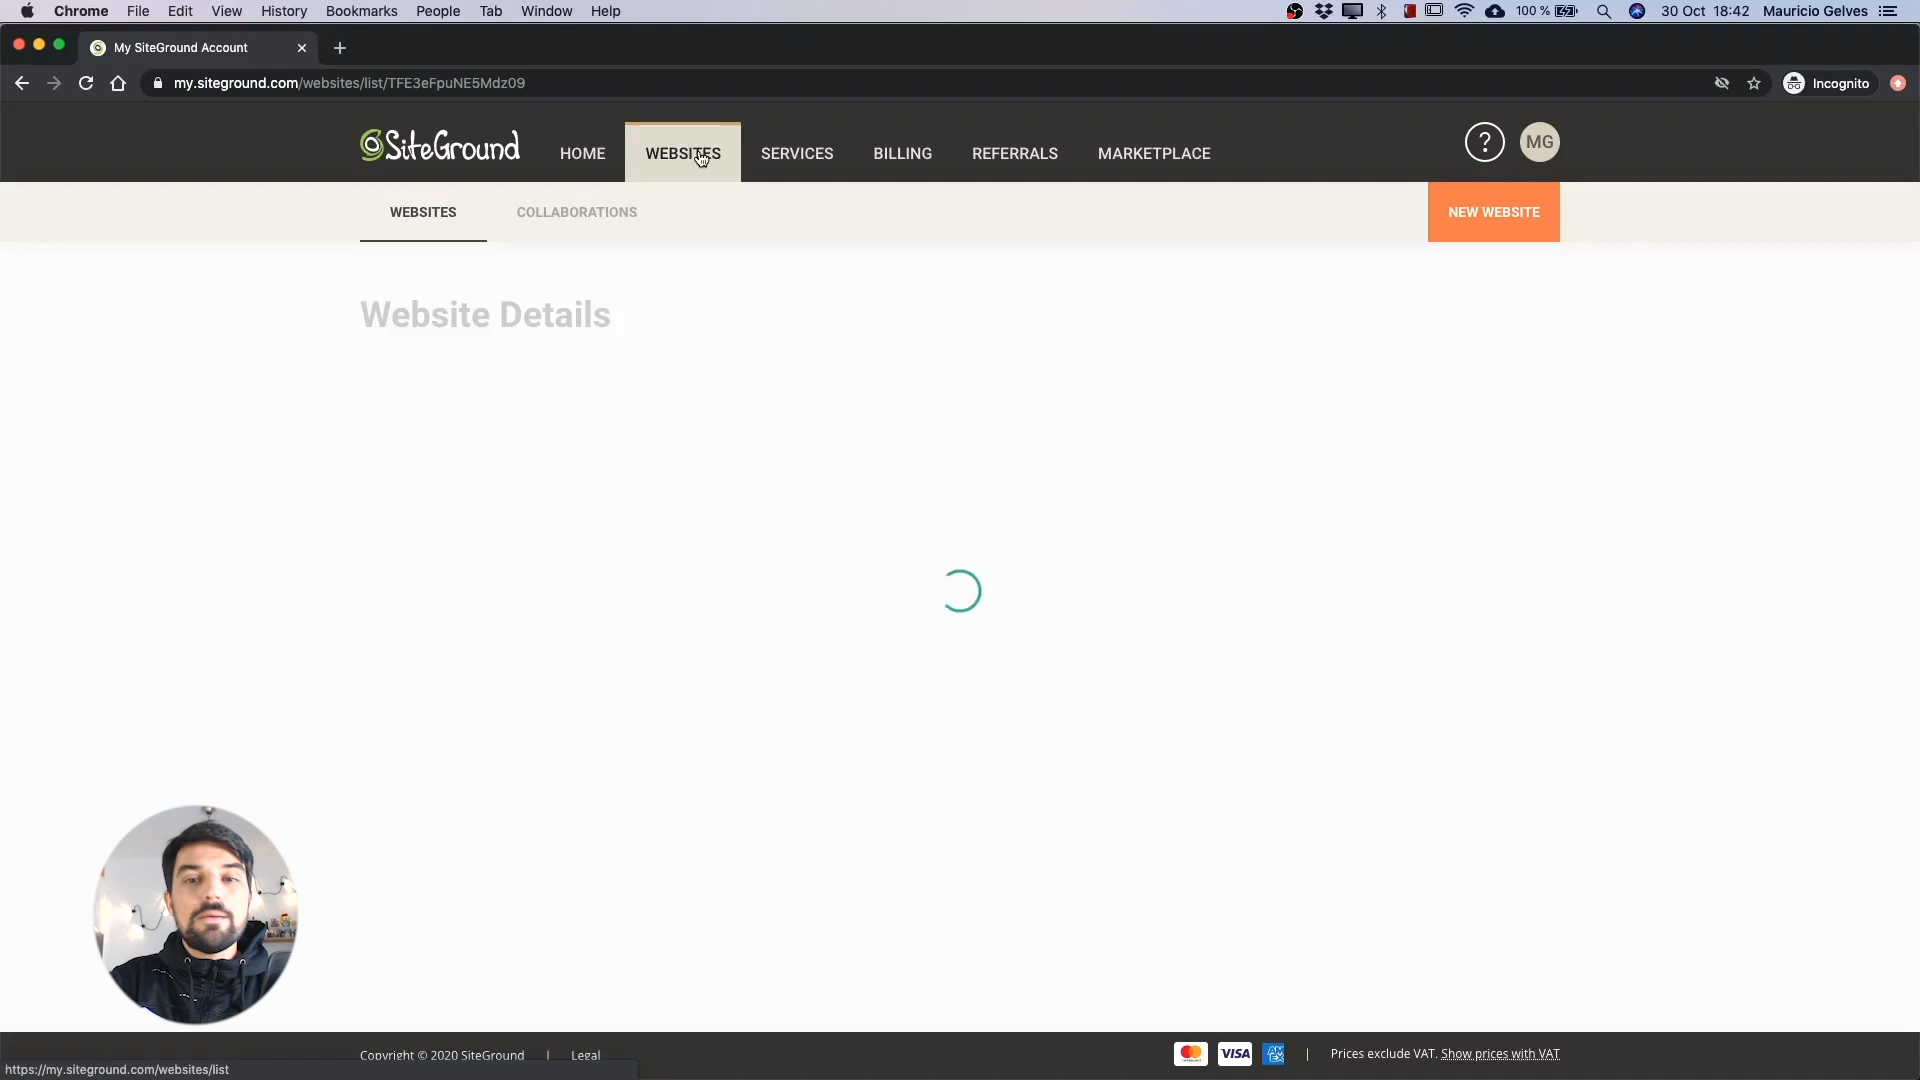 Chrome File Edit View History Bookmarks People Tab Window Help 100 % 30 Oct 18:42 Mauricio Gelves
My SiteGround Account
my.siteground.com/websites/list/TFE3eFpuNE5Mdz09 Incognito
SiteGround HOME WEBSITES SERVICES BILLING REFERRALS MARKETPLACE ? MG
WEBSITES COLLABORATIONS NEW WEBSITE
Website Details
Copyright © 2020 SiteGround | Legal VISA AM EX | Prices exclude VAT. Show prices with VAT
https://my.siteground.com/websites/list